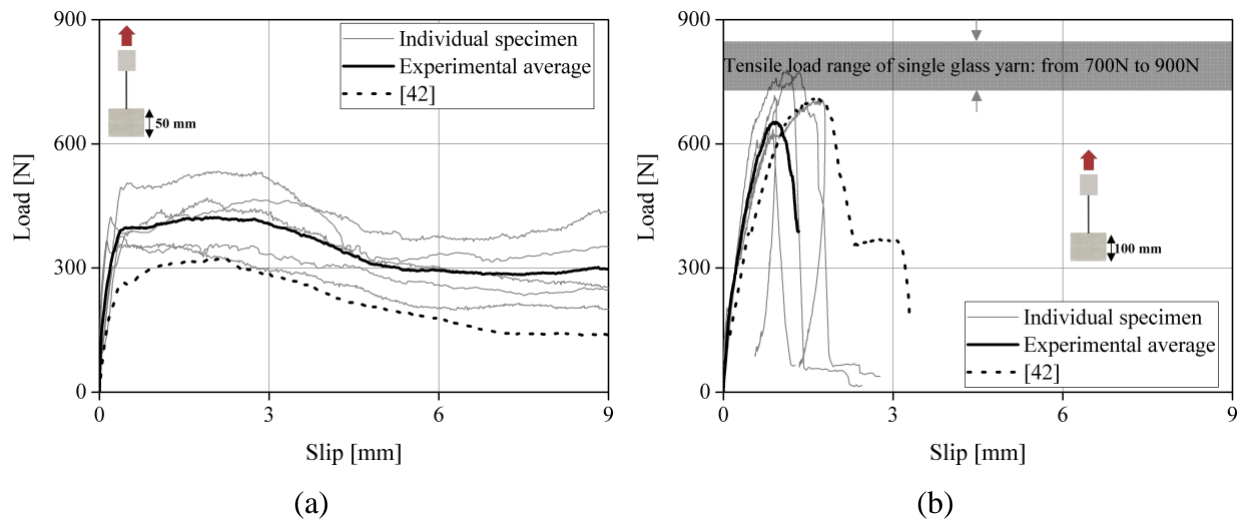 900
600
300
0
Load [N]
50 mm
Individual specimen
Experimental average
[42]
0
3
6
9
Slip [mm]
(a)
900
600
300
0
Load [N]
Tensile load range of single glass yarn: from 700N to 900N
100 mm
Individual specimen
Experimental average
[42]
0
3
6
9
Slip [mm]
(b)